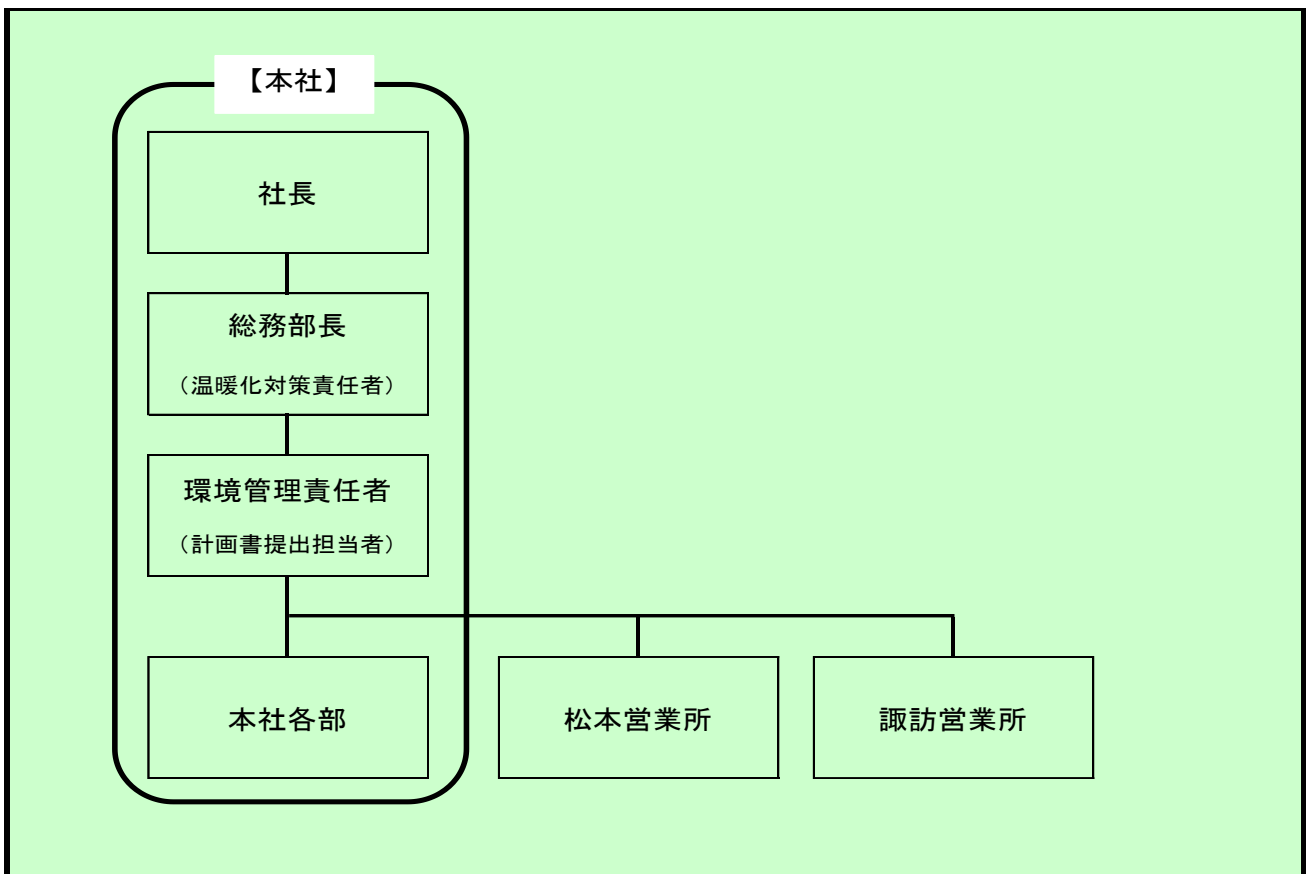 【本社】
社長
総務部長
（温暖化対策責任者）
環境管理責任者
（計画書提出担当者）
本社各部
松本営業所
諏訪営業所